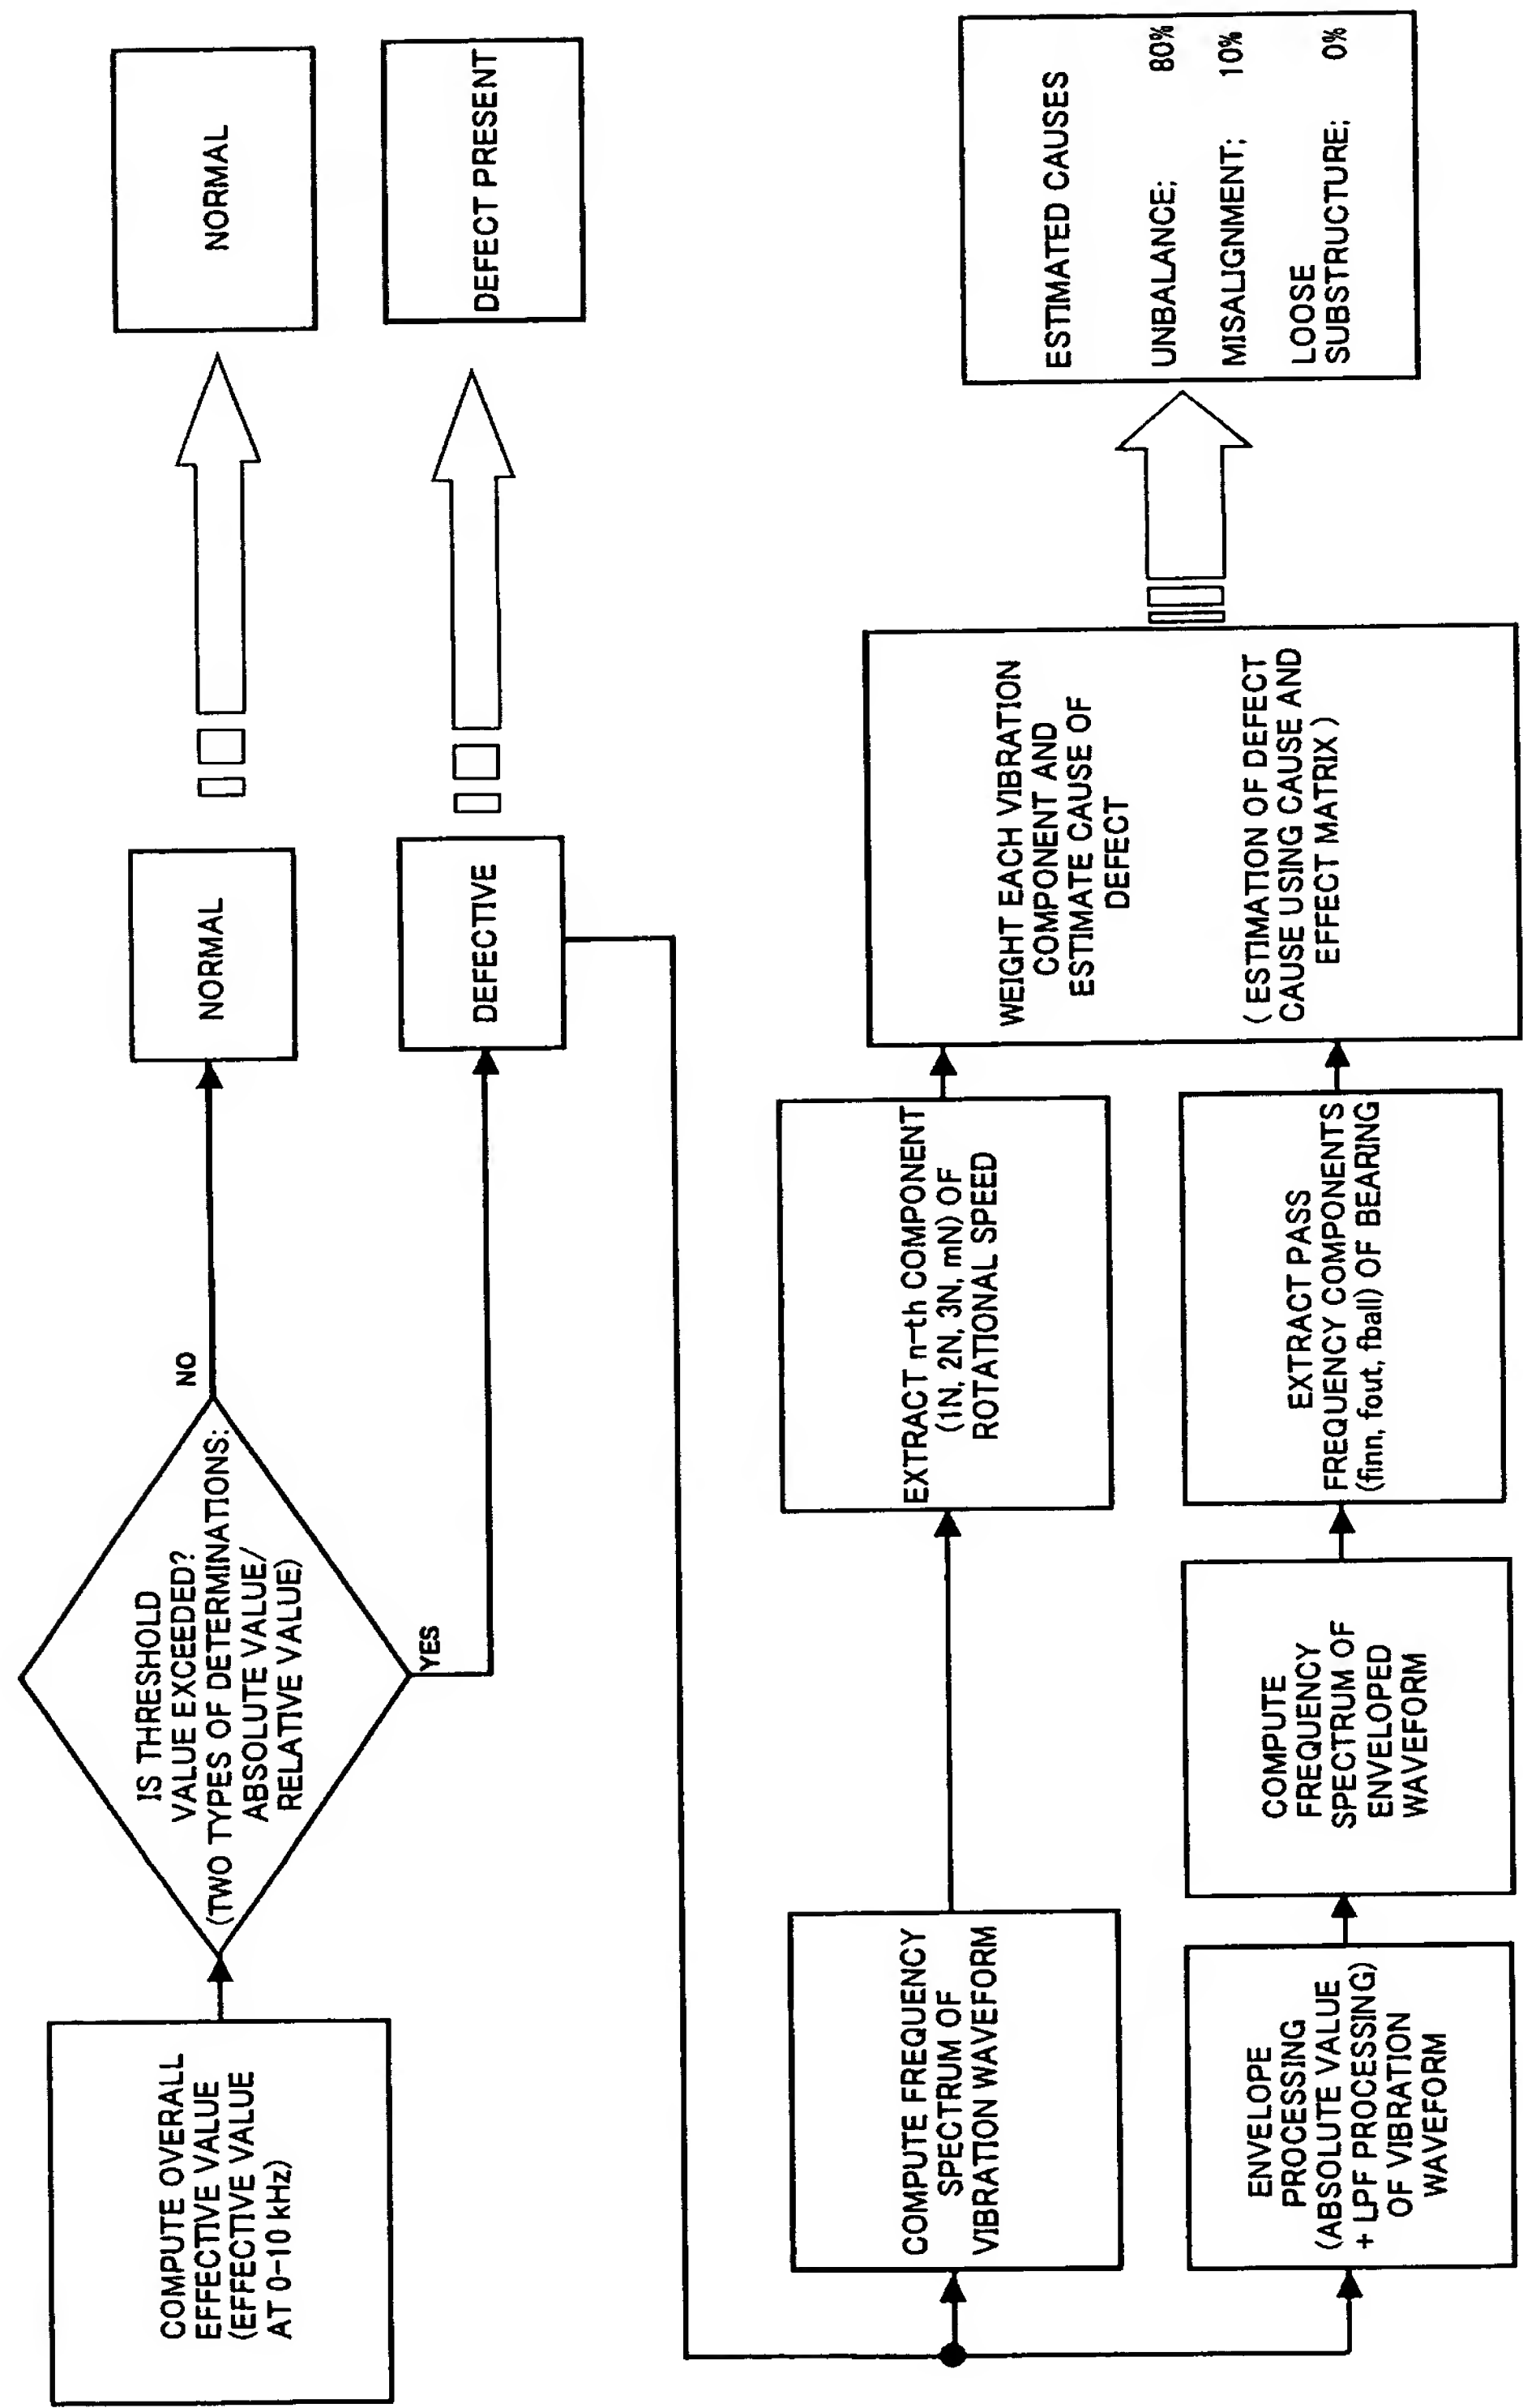 COMPUTE OVERALL
EFFECTIVE VALUE
(EFFECTIVE VALUE
AT 0-10 kHz)
IS THRESHOLD
VALUE EXCEEDED?
(TWO TYPES OF DETERMINATIONS:
ABSOLUTE VALUE/
RELATIVE VALUE)
NO
NORMAL
NORMAL
YES
DEFECTIVE
DEFECT PRESENT
COMPUTE FREQUENCY
SPECTRUM OF
VIBRATION WAVEFORM
EXTRACT n-th COMPONENT
(1N, 2N, 3N, mN) OF
ROTATIONAL SPEED
ENVELOPE
PROCESSING
(ABSOLUTE VALUE
+ LPF PROCESSING)
OF VIBRATION
WAVEFORM
COMPUTE
FREQUENCY
SPECTRUM OF
ENVELOPED
WAVEFORM
EXTRACT PASS
FREQUENCY COMPONENTS
(finn, fout, fball) OF BEARING
WEIGHT EACH VIBRATION
COMPONENT AND
ESTIMATE CAUSE OF
DEFECT
( ESTIMATION OF DEFECT
CAUSE USING CAUSE AND
EFFECT MATRIX )
ESTIMATED CAUSES
UNBALANCE; 80%
MISALIGNMENT; 10%
LOOSE
SUBSTRUCTURE; 0%